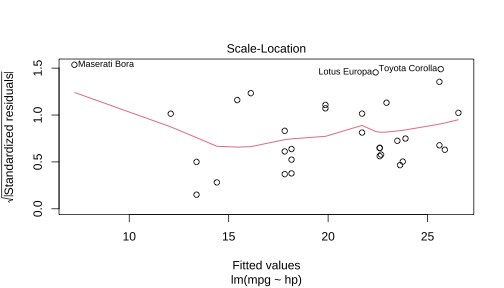 Scale-Location
√|Standardized residuals|
1.5
1.0
0.5
0.0
Maserati Bora
Lotus Europa
Toyota Corolla
10 15 20 25
Fitted values
lm(mpg ~ hp)